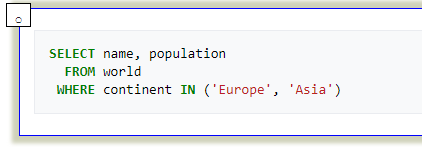 SELECT name, population
FROM world
WHERE continent IN ('Europe', 'Asia')